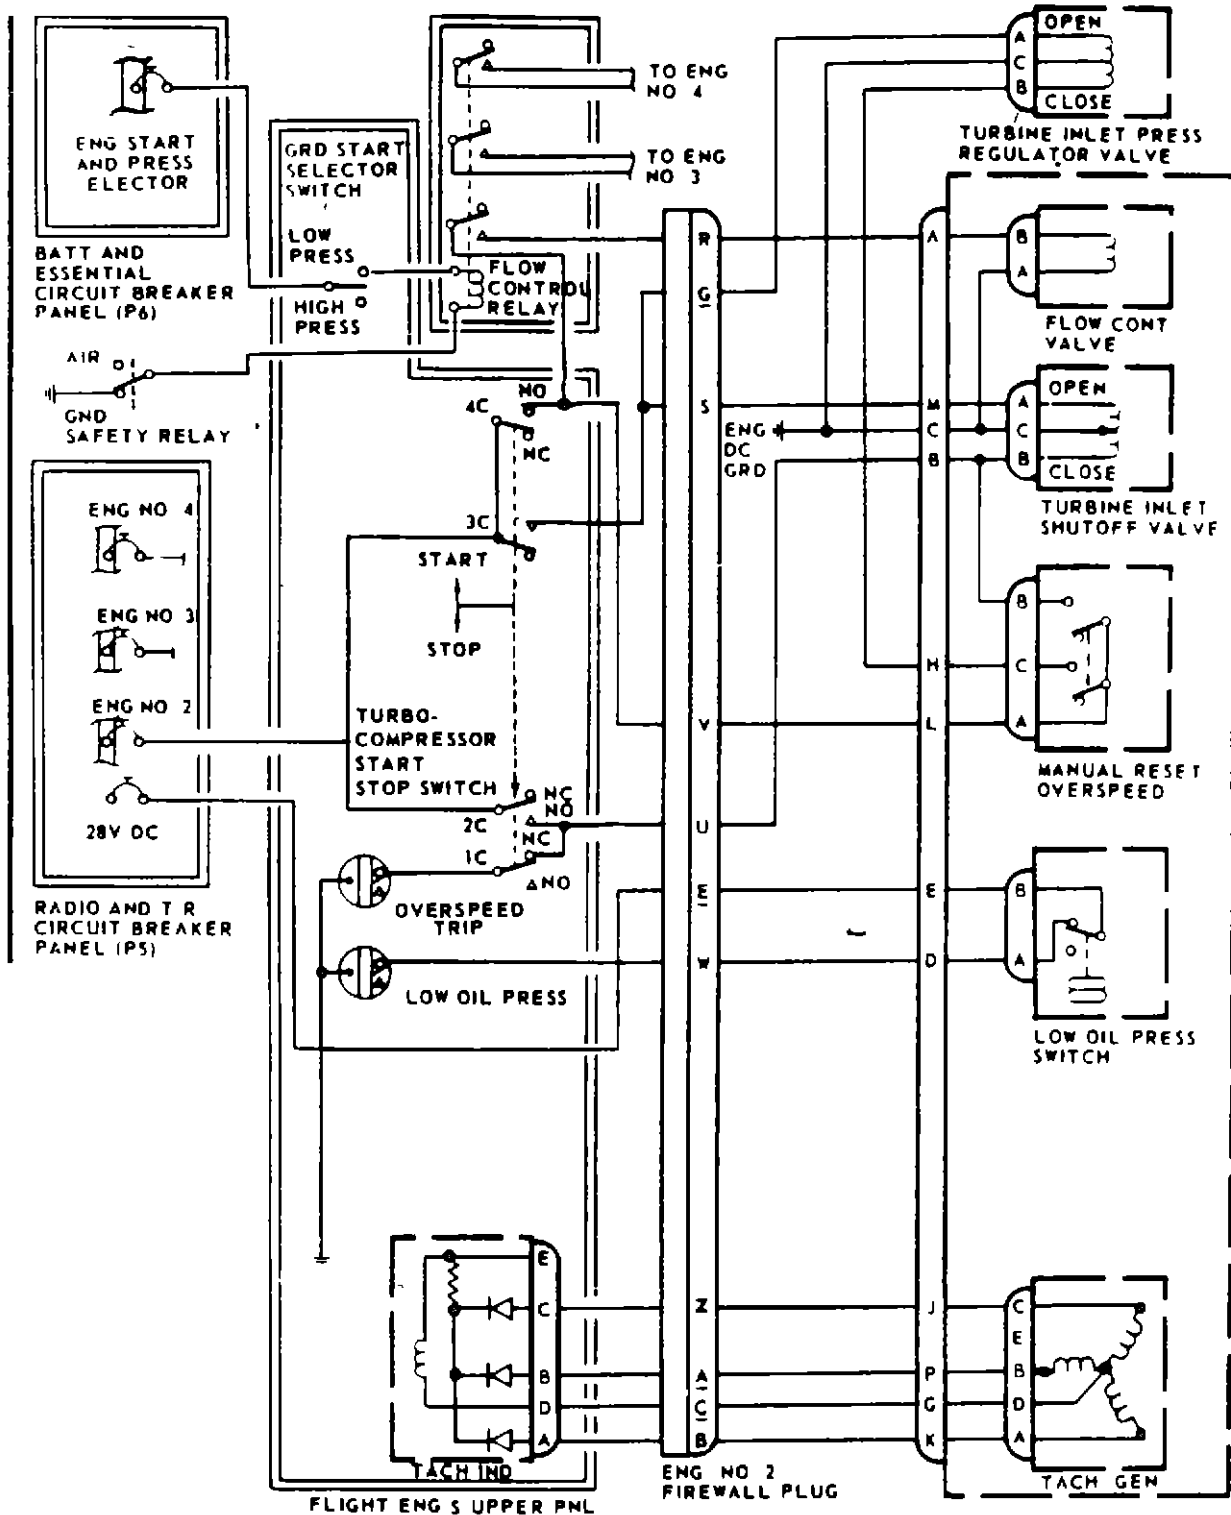 ENG START
AND PRESS
ELECTOR
BATT AND
ESSENTIAL
CIRCUIT BREAKER
PANEL (P6)
AIR
GND
SAFETY RELAY
GRD START
SELECTOR
SWITCH
LOW
PRESS
HIGH
PRESS
TO ENG
NO 4
TO ENG
NO 3
FLOW
CONTROL
RELAY
ENG NO 4
ENG NO 3
ENG NO 2
28V DC
RADIO AND T R
CIRCUIT BREAKER
PANEL (P5)
4C
NO
NC
3C
START
STOP
TURBO-
COMPRESSOR
START
STOP SWITCH
NC
NO
2C
NC
1C
NO
OVERSPEED
TRIP
LOW OIL PRESS
E
C
B
D
A
TACH IND
FLIGHT ENG S UPPER PNL
R
G
S
V
U
E
W
Z
A
C
B
ENG NO 2
FIREWALL PLUG
ENG
DC
GRD
A
M
C
B
H
L
E
D
J
P
G
K
A
C
B
OPEN
CLOSE
TURBINE INLET PRESS
REGULATOR VALVE
B
A
FLOW CONT
VALVE
A
C
B
OPEN
CLOSE
TURBINE INLET
SHUTOFF VALVE
B
C
A
MANUAL RESET
OVERSPEED
B
A
LOW OIL PRESS
SWITCH
C
E
B
D
A
TACH GEN